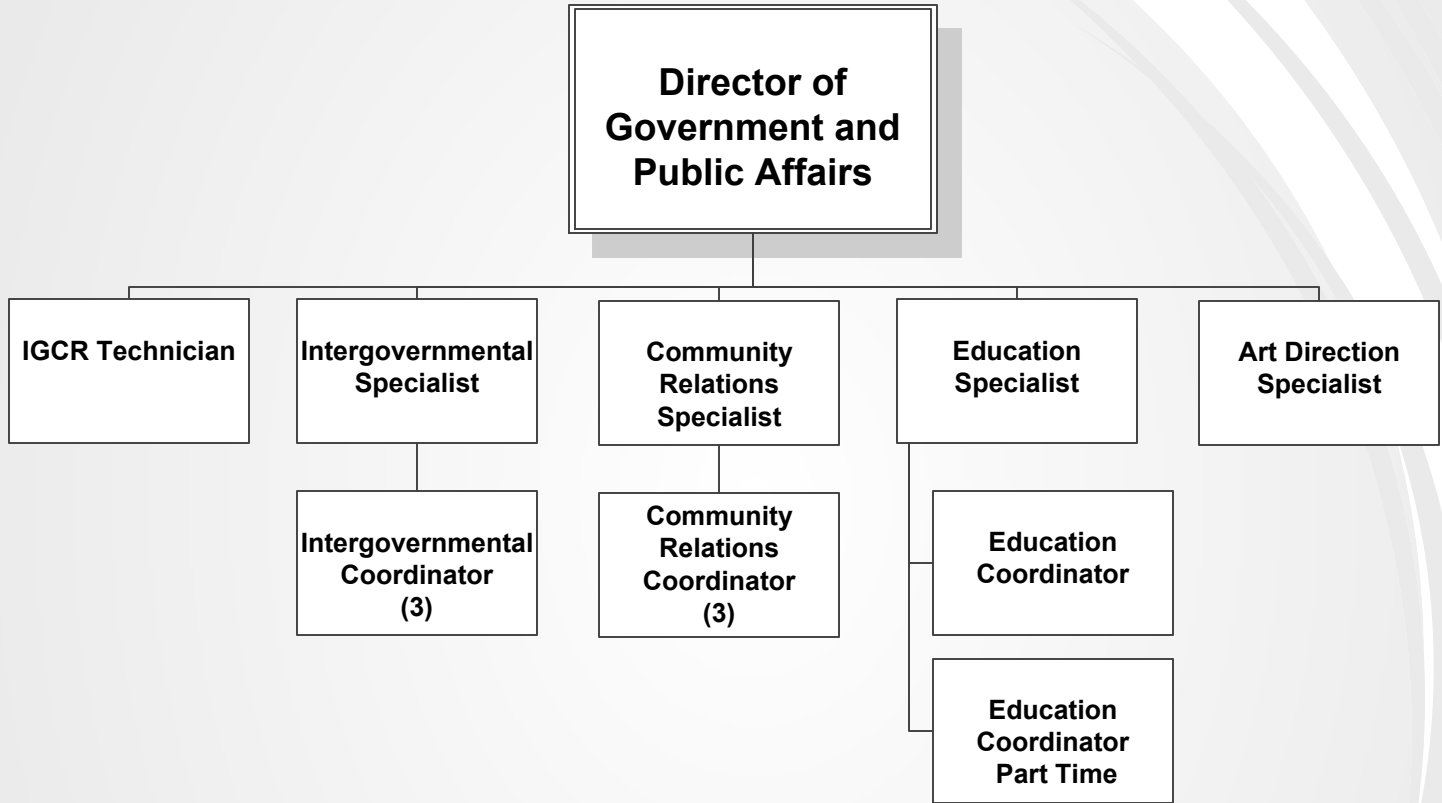 Director of
Government and
Public Affairs
IGCR Technician
Intergovernmental
Specialist
Community
Relations
Specialist
Education
Specialist
Art Direction
Specialist
Intergovernmental
Coordinator
(3)
Community
Relations
Coordinator
(3)
Education
Coordinator
Education
Coordinator
Part Time